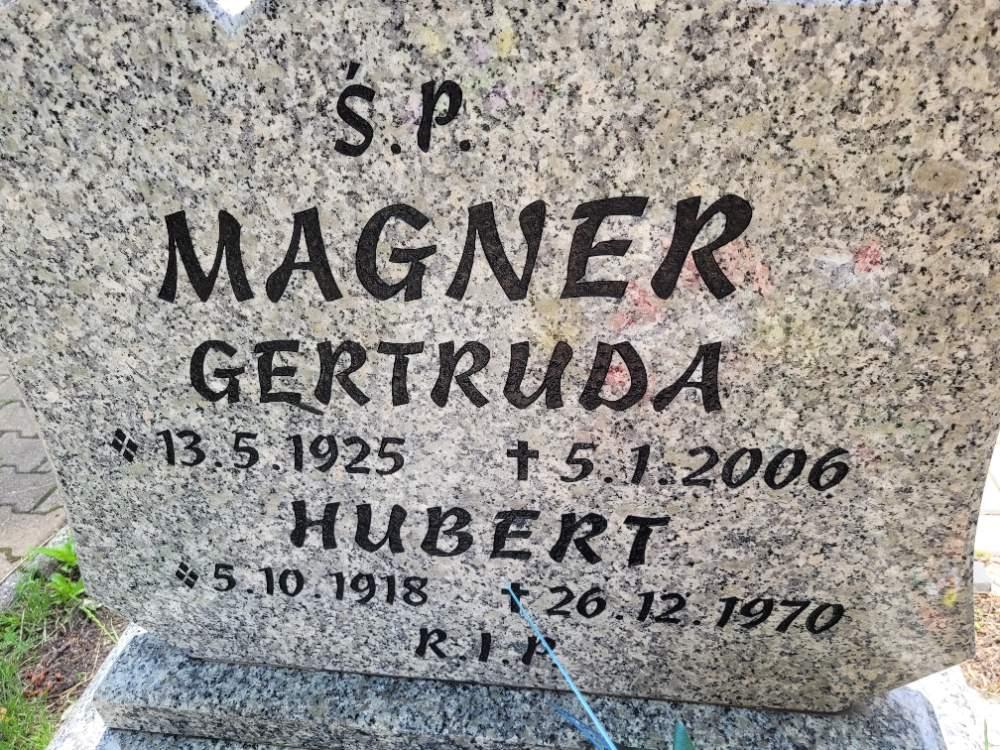 Ś.P.
MAGNER
GERTRUDA
13.5.1925 † 5.1.2006
HUBERT
5.10.1918 † 26.12.1970
R.I.P